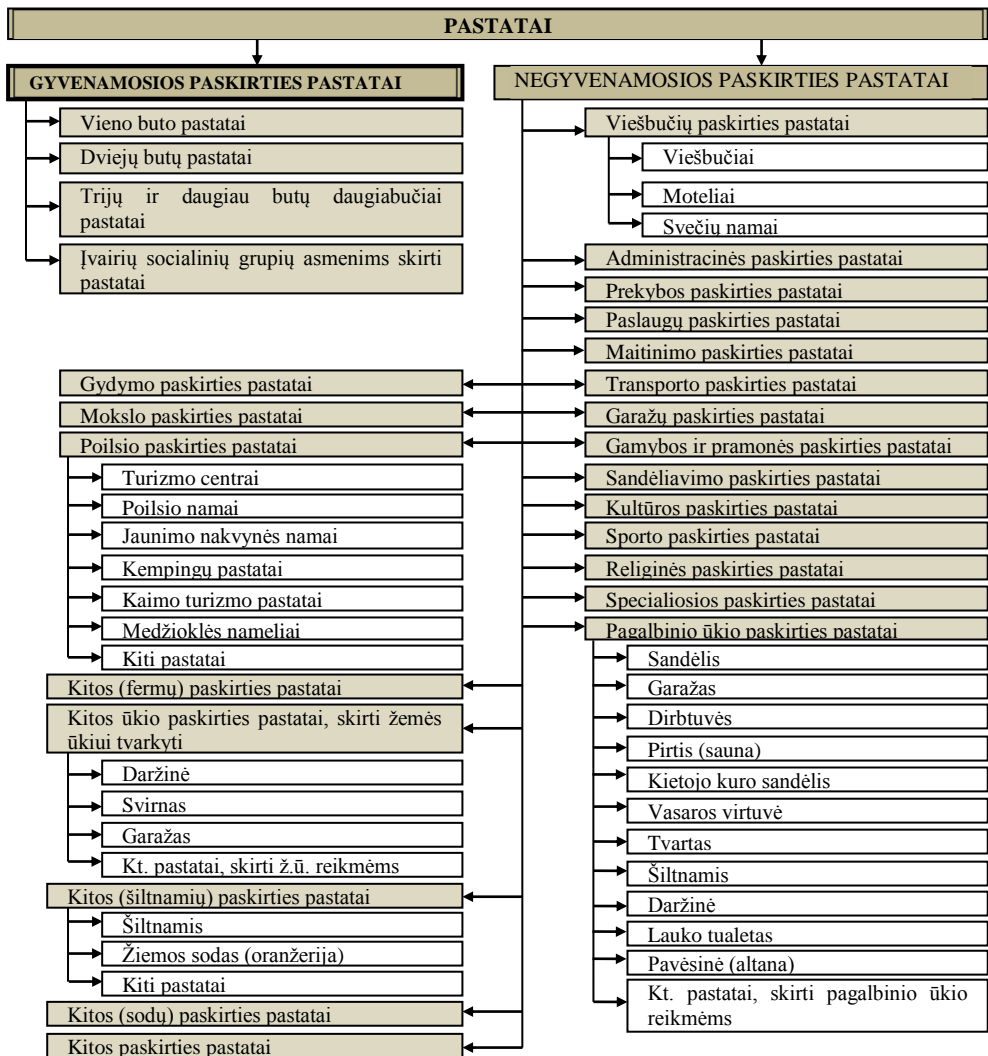 PASTATAI
GYVENAMOSIOS PASKIRTIES PASTATAI
Vieno buto pastatai
Dviejų butų pastatai
Trijų ir daugiau butų daugiabučiai
pastatai
Įvairių socialinių grupių asmenims skirti
pastatai
NEGYVENAMOSIOS PASKIRTIES PASTATAI
Viešbučių paskirties pastatai
Viešbučiai
Moteliai
Svečių namai
Administracinės paskirties pastatai
Prekybos paskirties pastatai
Paslaugų paskirties pastatai
Maitinimo paskirties pastatai
Transporto paskirties pastatai
Garažų paskirties pastatai
Gamybos ir pramonės paskirties pastatai
Sandėliavimo paskirties pastatai
Kultūros paskirties pastatai
Sporto paskirties pastatai
Religinės paskirties pastatai
Specialiosios paskirties pastatai
Pagalbinio ūkio paskirties pastatai
Sandėlis
Garažas
Dirbtuvės
Pirtis (sauna)
Kietojo kuro sandėlis
Vasaros virtuvė
Tvartas
Šiltnamis
Daržinė
Lauko tualetas
Pavėsinė (altana)
Kt. pastatai, skirti pagalbinio ūkio
reikmėms
Gydymo paskirties pastatai
Mokslo paskirties pastatai
Poilsio paskirties pastatai
Turizmo centrai
Poilsio namai
Jaunimo nakvynės namai
Kempingų pastatai
Kaimo turizmo pastatai
Medžioklės nameliai
Kiti pastatai
Kitos (fermų) paskirties pastatai
Kitos ūkio paskirties pastatai, skirti žemės
ūkiui tvarkyti
Daržinė
Svirnas
Garažas
Kt. pastatai, skirti ž.ū. reikmėms
Kitos (šiltnamių) paskirties pastatai
Šiltnamis
Žiemos sodas (oranžerija)
Kiti pastatai
Kitos (sodų) paskirties pastatai
Kitos paskirties pastatai